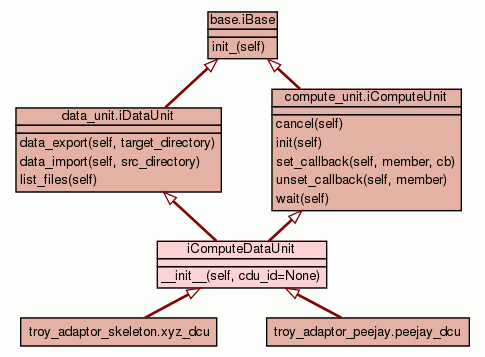 base.iBase
init_(self)
data_unit.iDataUnit
data_export(self, target_directory)
data_import(self, src_directory)
list_files(self)
compute_unit.iComputeUnit
cancel(self)
init(self)
set_callback(self, member, cb)
unset_callback(self, member)
wait(self)
iComputeDataUnit
__init__(self, cdu_id=None)
troy_adaptor_skeleton.xyz_dcu
troy_adaptor_peejay.peejay_dcu